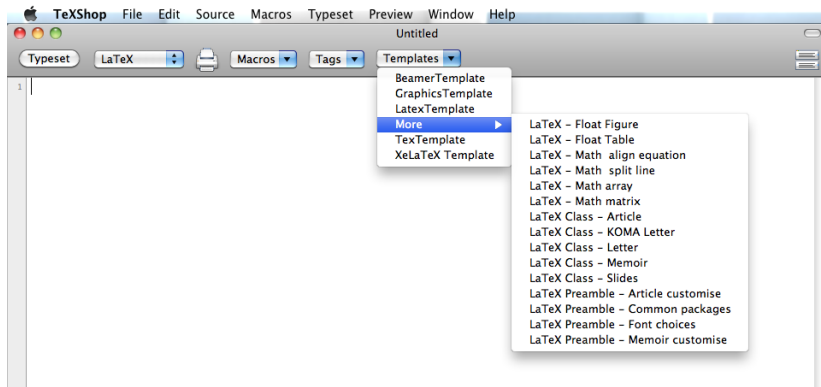 TeXShop File Edit Source Macros Typeset Preview Window Help
Untitled
Typeset LaTeX Macros Tags Templates
1
BeamerTemplate
GraphicsTemplate
LatexTemplate
More
TexTemplate
XeLaTeX Template
LaTeX – Float Figure
LaTeX – Float Table
LaTeX – Math  align equation
LaTeX – Math  split line
LaTeX – Math array
LaTeX – Math matrix
LaTeX Class – Article
LaTeX Class – KOMA Letter
LaTeX Class – Letter
LaTeX Class – Memoir
LaTeX Class – Slides
LaTeX Preamble – Article customise
LaTeX Preamble – Common packages
LaTeX Preamble – Font choices
LaTeX Preamble – Memoir customise